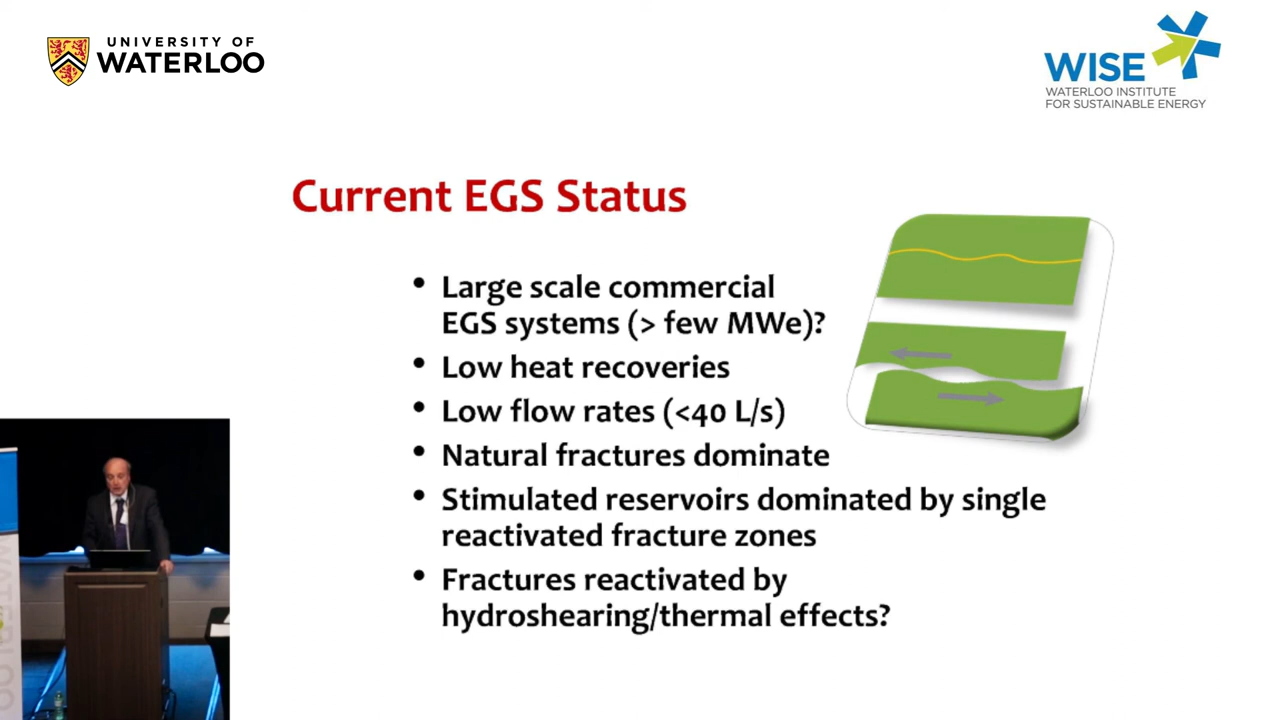 UNIVERSITY OF
WATERLOO
WISE
WATERLOO INSTITUTE
FOR SUSTAINABLE ENERGY
Current EGS Status
• Large scale commercial
EGS systems (> few MWe)?
• Low heat recoveries
• Low flow rates (<40 L/s)
• Natural fractures dominate
• Stimulated reservoirs dominated by single
reactivated fracture zones
• Fractures reactivated by
hydroshearing/thermal effects?